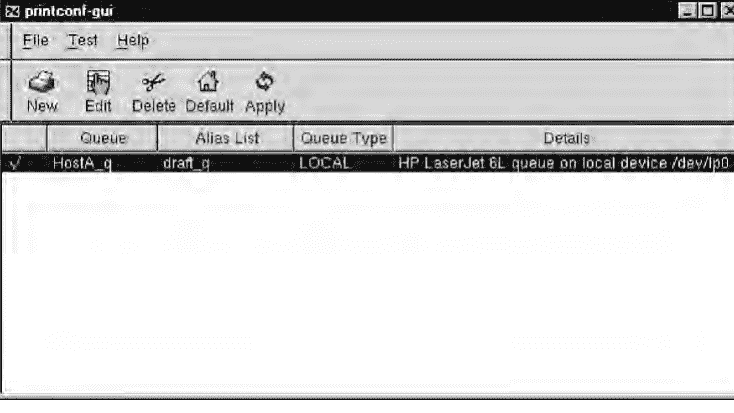 printconf-gui
File Test Help
New Edit Delete Default Apply
Queue Alias List Queue Type Details
√ HostA_q draft_q LOCAL HP LaserJet 6L queue on local device /dev/lp0